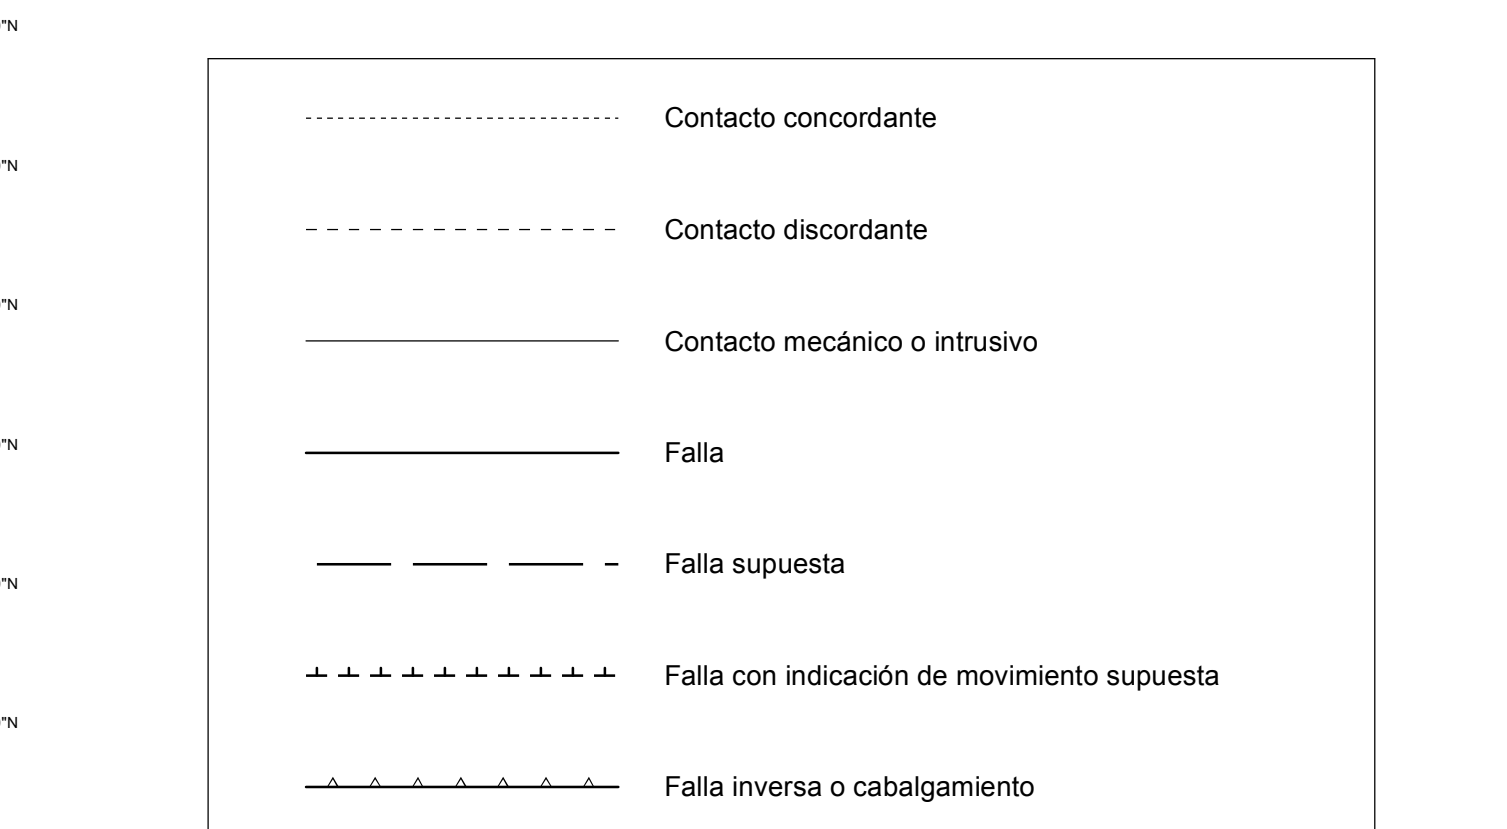 "N
Contacto concordante
"N
Contacto discordante
"N
Contacto mecánico o intrusivo
"N
Falla
Falla supuesta
"N
Falla con indicación de movimiento supuesta
"N
Falla inversa o cabalgamiento